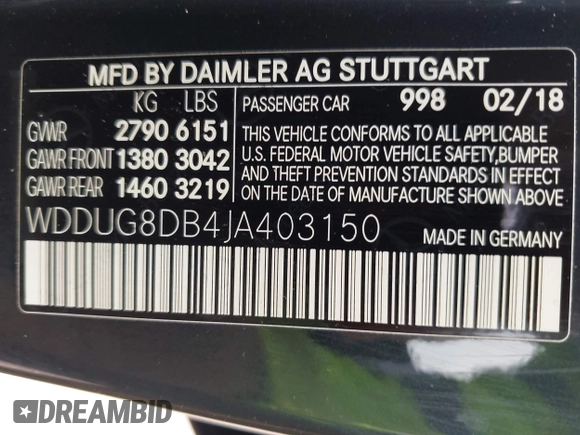 MFD BY DAIMLER AG STUTTGART
KG LBS
GVWR 2790 6151
GAWR FRONT 1380 3042
GAWR REAR 1460 3219
PASSENGER CAR 998 02/18
THIS VEHICLE CONFORMS TO ALL APPLICABLE
U.S. FEDERAL MOTOR VEHICLE SAFETY, BUMPER
AND THEFT PREVENTION STANDARDS IN EFFECT
ON THE DATE OF MANUFACTURE SHOWN ABOVE
WDDUG8DB4JA403150
MADE IN GERMANY
DREAMBID